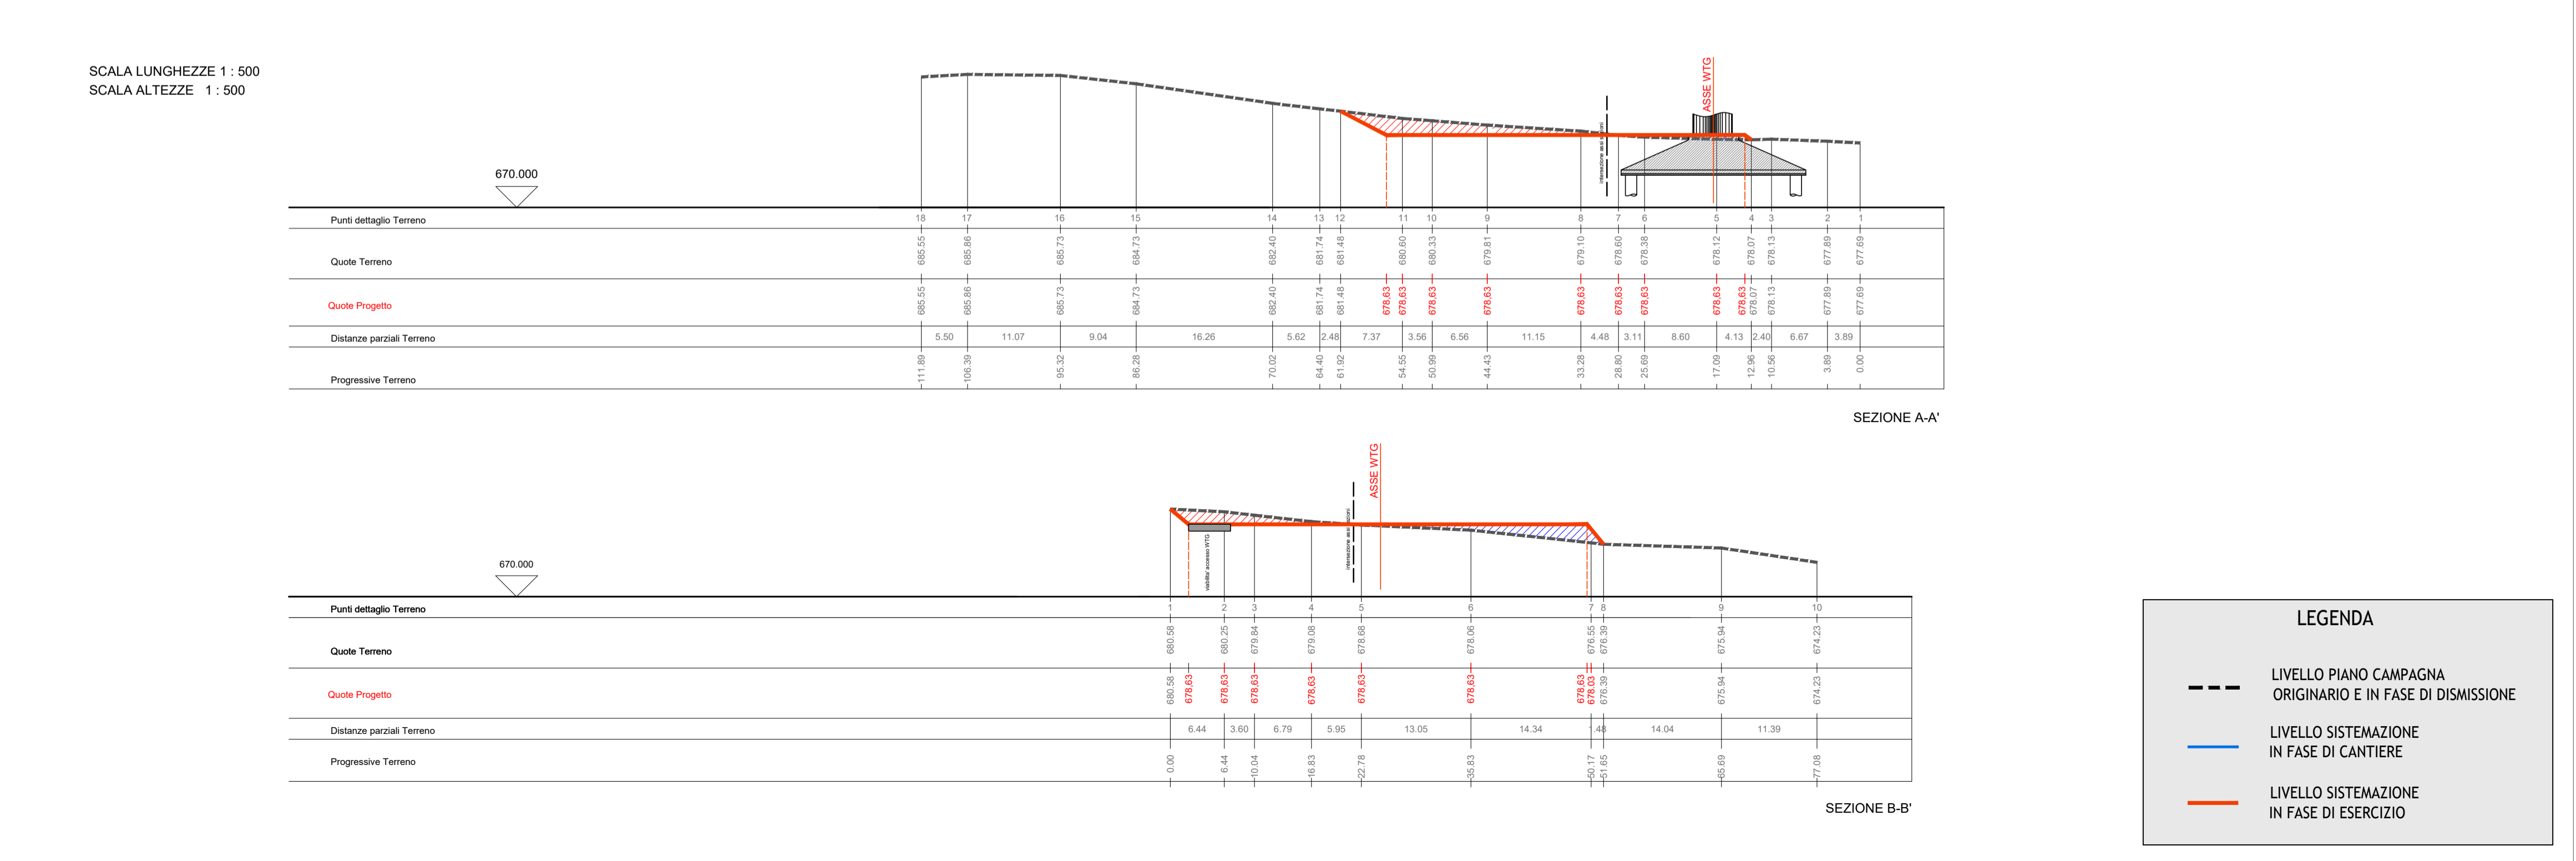 SCALA LUNGHEZZE 1 : 500
SCALA ALTEZZE 1 : 500
ASSE WTG
intersezione assi sezioni
670.000
Punti dettaglio Terreno 18 17 16 15 14 13 12 11 10 9 8 7 6 5 4 3 2 1
Quote Terreno 685.55 685.86 685.73 684.73 682.40 681.74 681.48 680.60 680.33 679.81 679.10 678.60 678.38 678.12 678.07 678.13 677.89 677.69
Quote Progetto 685.55 685.86 685.73 684.73 682.40 681.74 681.48 678,63 678,63 678,63 678,63 678,63 678,63 678,63 678,63 678,63 678.07 678.13 677.89 677.69
Distanze parziali Terreno 5.50 11.07 9.04 16.26 5.62 2.48 7.37 3.56 6.56 11.15 4.48 3.11 8.60 4.13 2.40 6.67 3.89
Progressive Terreno 111.89 106.39 95.32 86.28 70.02 64.40 61.92 54.55 50.99 44.43 33.28 28.80 25.69 17.09 12.96 10.56 3.89 0.00
SEZIONE A-A'
ASSE WTG
intersezione assi sezioni
viabilita' accesso WTG
670.000
Punti dettaglio Terreno 1 2 3 4 5 6 7 8 9 10
Quote Terreno 680.58 680.25 679.84 679.08 678.68 678.06 676.55 676.39 675.94 674.23
Quote Progetto 680.58 678,63 678,63 678,63 678,63 678,63 678,63 678,63 678.03 676.39 675.94 674.23
Distanze parziali Terreno 6.44 3.60 6.79 5.95 13.05 14.34 1.48 14.04 11.39
Progressive Terreno 0.00 6.44 10.04 16.83 22.78 35.83 50.17 51.65 65.69 77.08
SEZIONE B-B'
LEGENDA
LIVELLO PIANO CAMPAGNA
ORIGINARIO E IN FASE DI DISMISSIONE
LIVELLO SISTEMAZIONE
IN FASE DI CANTIERE
LIVELLO SISTEMAZIONE
IN FASE DI ESERCIZIO